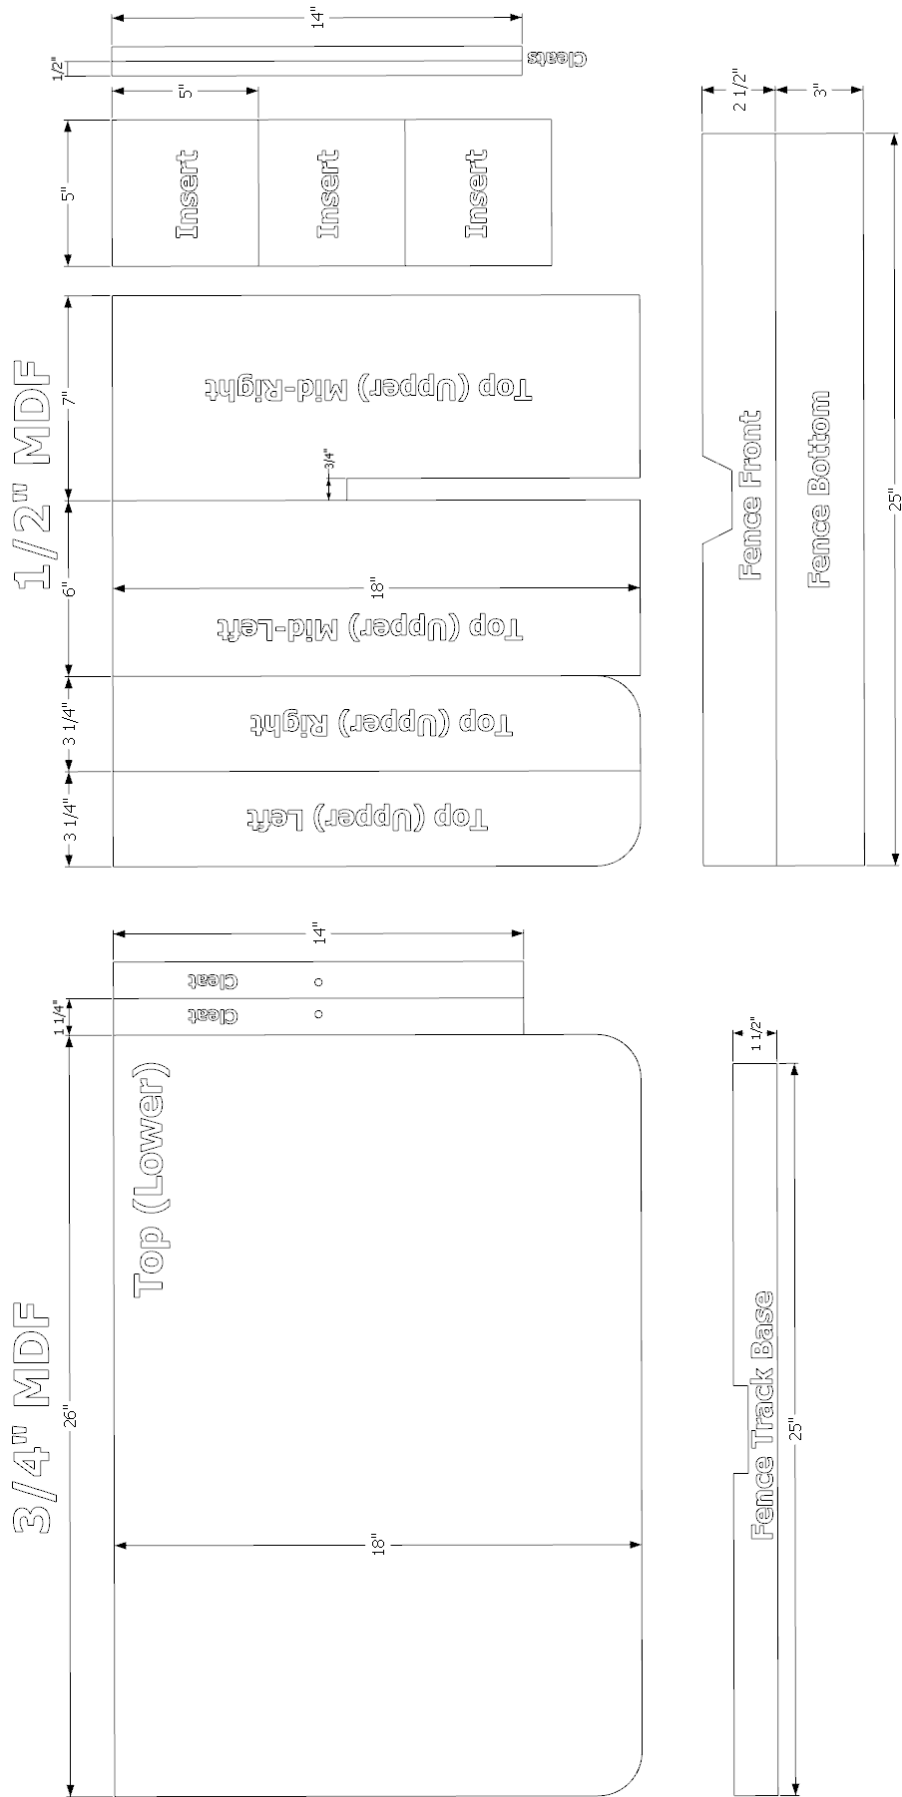 1/2" MDF
14"
1/2"
Cleats
5"
5"
Insert
Insert
Insert
7"
Top (Upper) Mid-Right
3/4"
6"
18"
Top (Upper) Mid-Left
3 1/4"
Top (Upper) Right
3 1/4"
Top (Upper) Left
2 1/2"
3"
Fence Front
Fence Bottom
25"
3/4" MDF
14"
Cleat
Cleat
1 1/4"
Top (Lower)
26"
18"
1 1/2"
Fence Track Base
25"